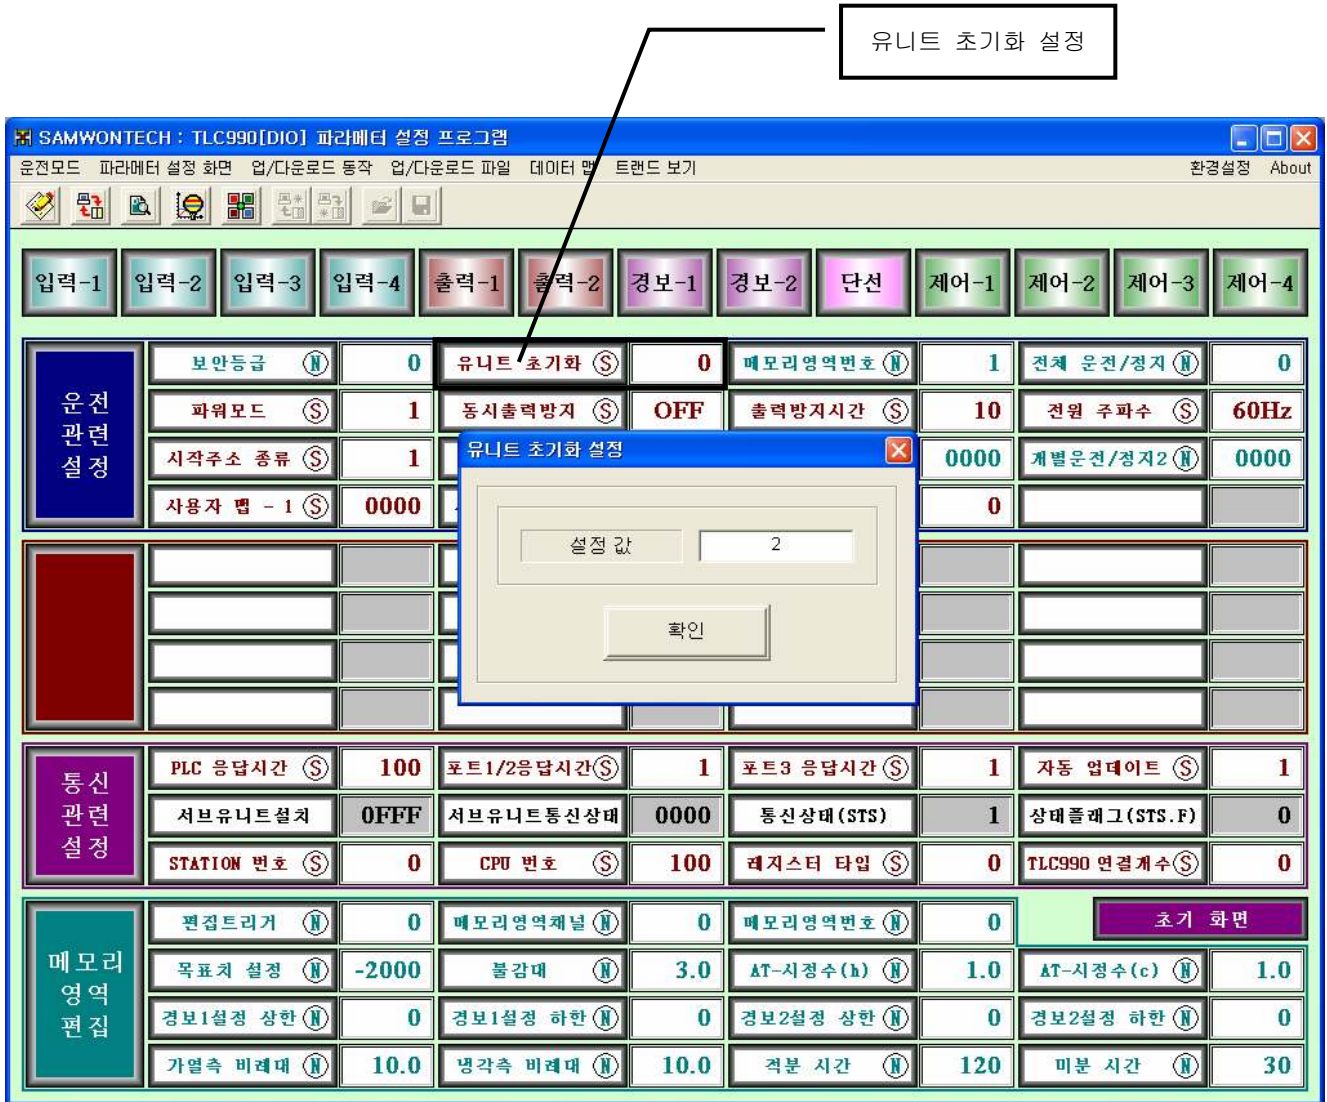 유니트 초기화 설정
SAMWONTECH : TLC990[DIO] 파라메터 설정 프로그램
운전모드 파라메터 설정 화면 업/다운로드 동작 업/다운로드 파일 데이터 맵 트랜드 보기 환경설정 About
입력-1 입력-2 입력-3 입력-4 출력-1 출력-2 경보-1 경보-2 단선 제어-1 제어-2 제어-3 제어-4
운전
관련
설정
보안등급 N 0 유니트 초기화 S 0 메모리영역번호 N 1 전체 운전/정지 N 0
파워모드 S 1 동시출력방지 S OFF 출력방지시간 S 10 전원 주파수 S 60Hz
시작주소 종류 S 1 0000 개별운전/정지2 N 0000
사용자 맵 - 1 S 0000 0
유니트 초기화 설정
설정 값 2
확인
통신
관련
설정
PLC 응답시간 S 100 포트1/2응답시간 S 1 포트3 응답시간 S 1 자동 업데이트 S 1
서브유니트설치 0FFF 서브유니트통신상태 0000 통신상태(STS) 1 상태플래그(STS.F) 0
STATION 번호 S 0 CPU 번호 S 100 레지스터 타입 S 0 TLC990 연결개수 S 0
메모리
영역
편집
편집트리거 N 0 메모리영역채널 N 0 메모리영역번호 N 0 초기 화면
목표치 설정 N -2000 불감대 N 3.0 AT-시정수(h) N 1.0 AT-시정수(c) N 1.0
경보1설정 상한 N 0 경보1설정 하한 N 0 경보2설정 상한 N 0 경보2설정 하한 N 0
가열측 비례대 N 10.0 냉각측 비례대 N 10.0 적분 시간 N 120 미분 시간 N 30